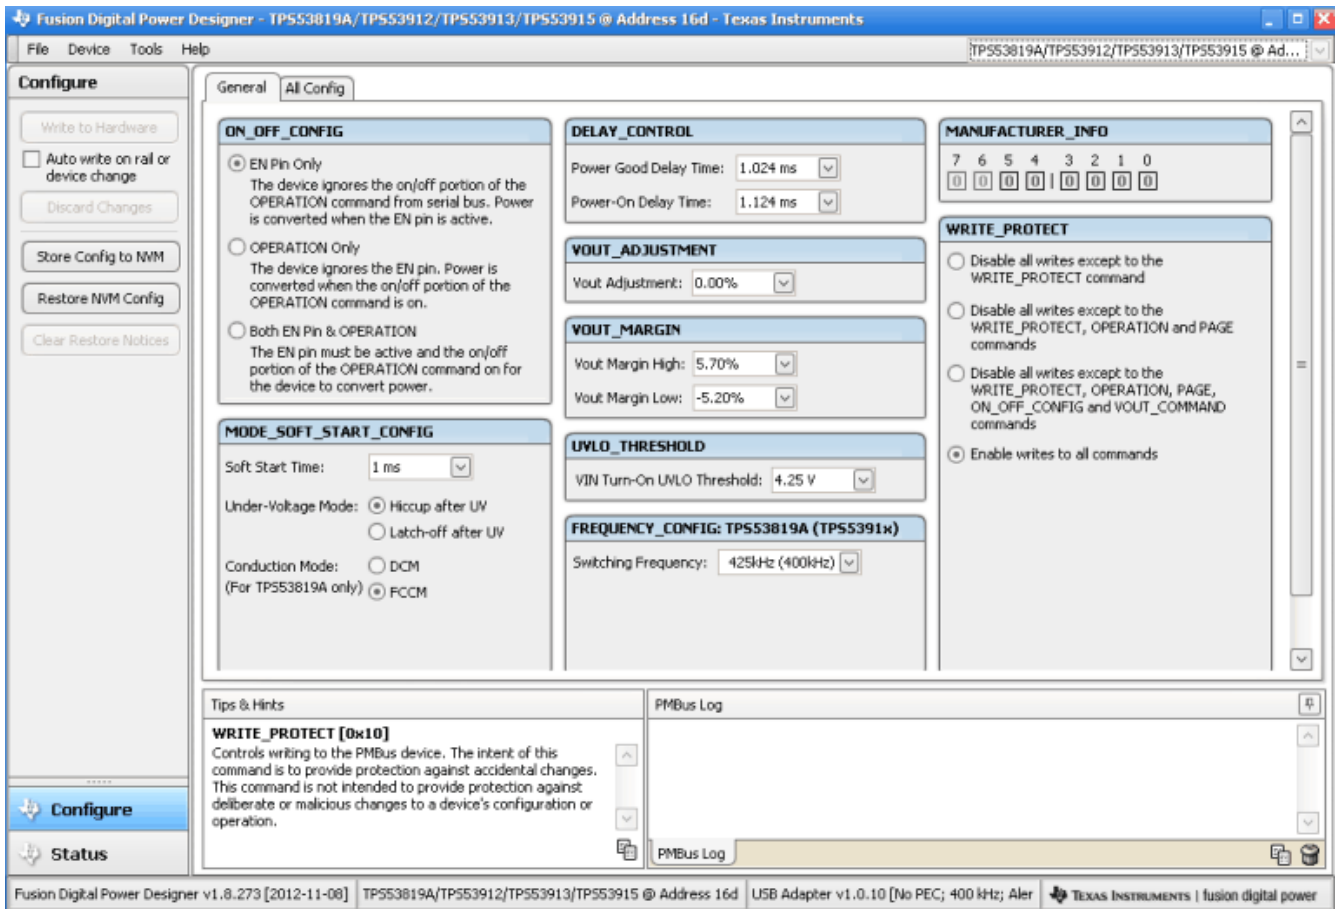 Fusion Digital Power Designer - TPS53819A/TPS53912/TPS53913/TPS53915 @ Address 16d - Texas Instruments
File Device Tools Help
TPS53819A/TPS53912/TPS53913/TPS53915 @ Ad...
Configure
Write to Hardware
Auto write on rail or
device change
Discard Changes
Store Config to NVM
Restore NVM Config
Clear Restore Notices
General
All Config
ON_OFF_CONFIG
EN Pin Only
The device ignores the on/off portion of the
OPERATION command from serial bus. Power
is converted when the EN pin is active.
OPERATION Only
The device ignores the EN pin. Power is
converted when the on/off portion of the
OPERATION command is on.
Both EN Pin & OPERATION
The EN pin must be active and the on/off
portion of the OPERATION command on for
the device to convert power.
MODE_SOFT_START_CONFIG
Soft Start Time: 1 ms
Under-Voltage Mode: Hiccup after UV
Latch-off after UV
Conduction Mode: DCM
(For TPS53819A only) FCCM
DELAY_CONTROL
Power Good Delay Time: 1.024 ms
Power-On Delay Time: 1.124 ms
VOUT_ADJUSTMENT
Vout Adjustment: 0.00%
VOUT_MARGIN
Vout Margin High: 5.70%
Vout Margin Low: -5.20%
UVLO_THRESHOLD
VIN Turn-On UVLO Threshold: 4.25 V
FREQUENCY_CONFIG: TPS53819A (TPS5391x)
Switching Frequency: 425kHz (400kHz)
MANUFACTURER_INFO
7 6 5 4 3 2 1 0
0 0 0 0 | 0 0 0 0
WRITE_PROTECT
Disable all writes except to the
WRITE_PROTECT command
Disable all writes except to the
WRITE_PROTECT, OPERATION and PAGE
commands
Disable all writes except to the
WRITE_PROTECT, OPERATION, PAGE,
ON_OFF_CONFIG and VOUT_COMMAND
commands
Enable writes to all commands
Tips & Hints
WRITE_PROTECT [0x10]
Controls writing to the PMBus device. The intent of this
command is to provide protection against accidental changes.
This command is not intended to provide protection against
deliberate or malicious changes to a device's configuration or
operation.
PMBus Log
PMBus Log
Configure
Status
Fusion Digital Power Designer v1.8.273 [2012-11-08]
TPS53819A/TPS53912/TPS53913/TPS53915 @ Address 16d
USB Adapter v1.0.10 [No PEC; 400 kHz; Aler
TEXAS INSTRUMENTS | fusion digital power